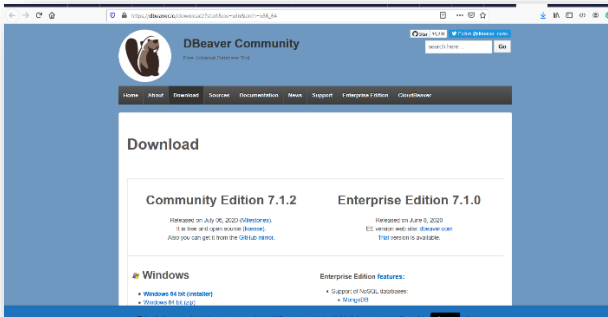 DBeaver Community
Free Universal Database Tool
Star
Follow @dbeaver_news
search here ...
Go
Home About Download Sources Documentation News Support Enterprise Edition CloudBeaver
Download
Community Edition 7.1.2
Released on July 06, 2020 (Milestones).
It is free and open source (license).
Also you can get it from the GitHub mirror.
Enterprise Edition 7.1.0
Released on June 8, 2020
EE version web site: dbeaver.com
Trial version is available.
Windows
• Windows 64 bit (installer)
• Windows 64 bit (zip)
Enterprise Edition features:
• Support of NoSQL databases:
• MongoDB